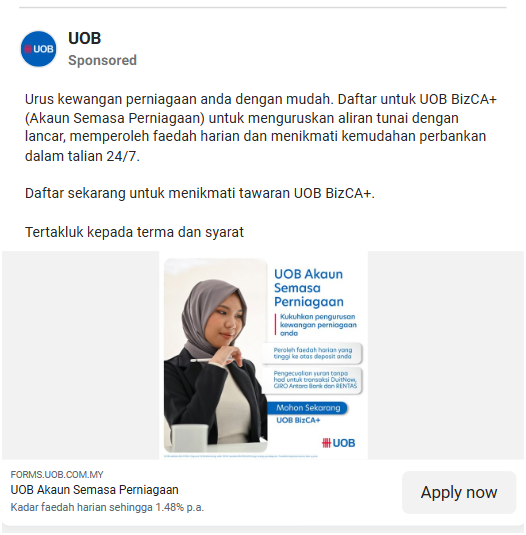 UOB
Sponsored
UOB
Urus kewangan perniagaan anda dengan mudah. Daftar untuk UOB BizCA+
(Akaun Semasa Perniagaan) untuk menguruskan aliran tunai dengan
lancar, memperoleh faedah harian dan menikmati kemudahan perbankan
dalam talian 24/7.
Daftar sekarang untuk menikmati tawaran UOB BizCA+.
Tertakluk kepada terma dan syarat
UOB Akaun
Semasa
Perniagaan
Kukuhkan pengurusan
kewangan perniagaan
anda
Peroleh faedah harian yang
tinggi ke atas deposit anda
Pengecualian yuran tanpa
had untuk transaksi DuitNow,
GIRO Antara Bank dan RENTAS
Mohon Sekarang
UOB BizCA+
UOB
FORMS.UOB.COM.MY
UOB Akaun Semasa Perniagaan
Kadar faedah harian sehingga 1.48% p.a.
Apply now